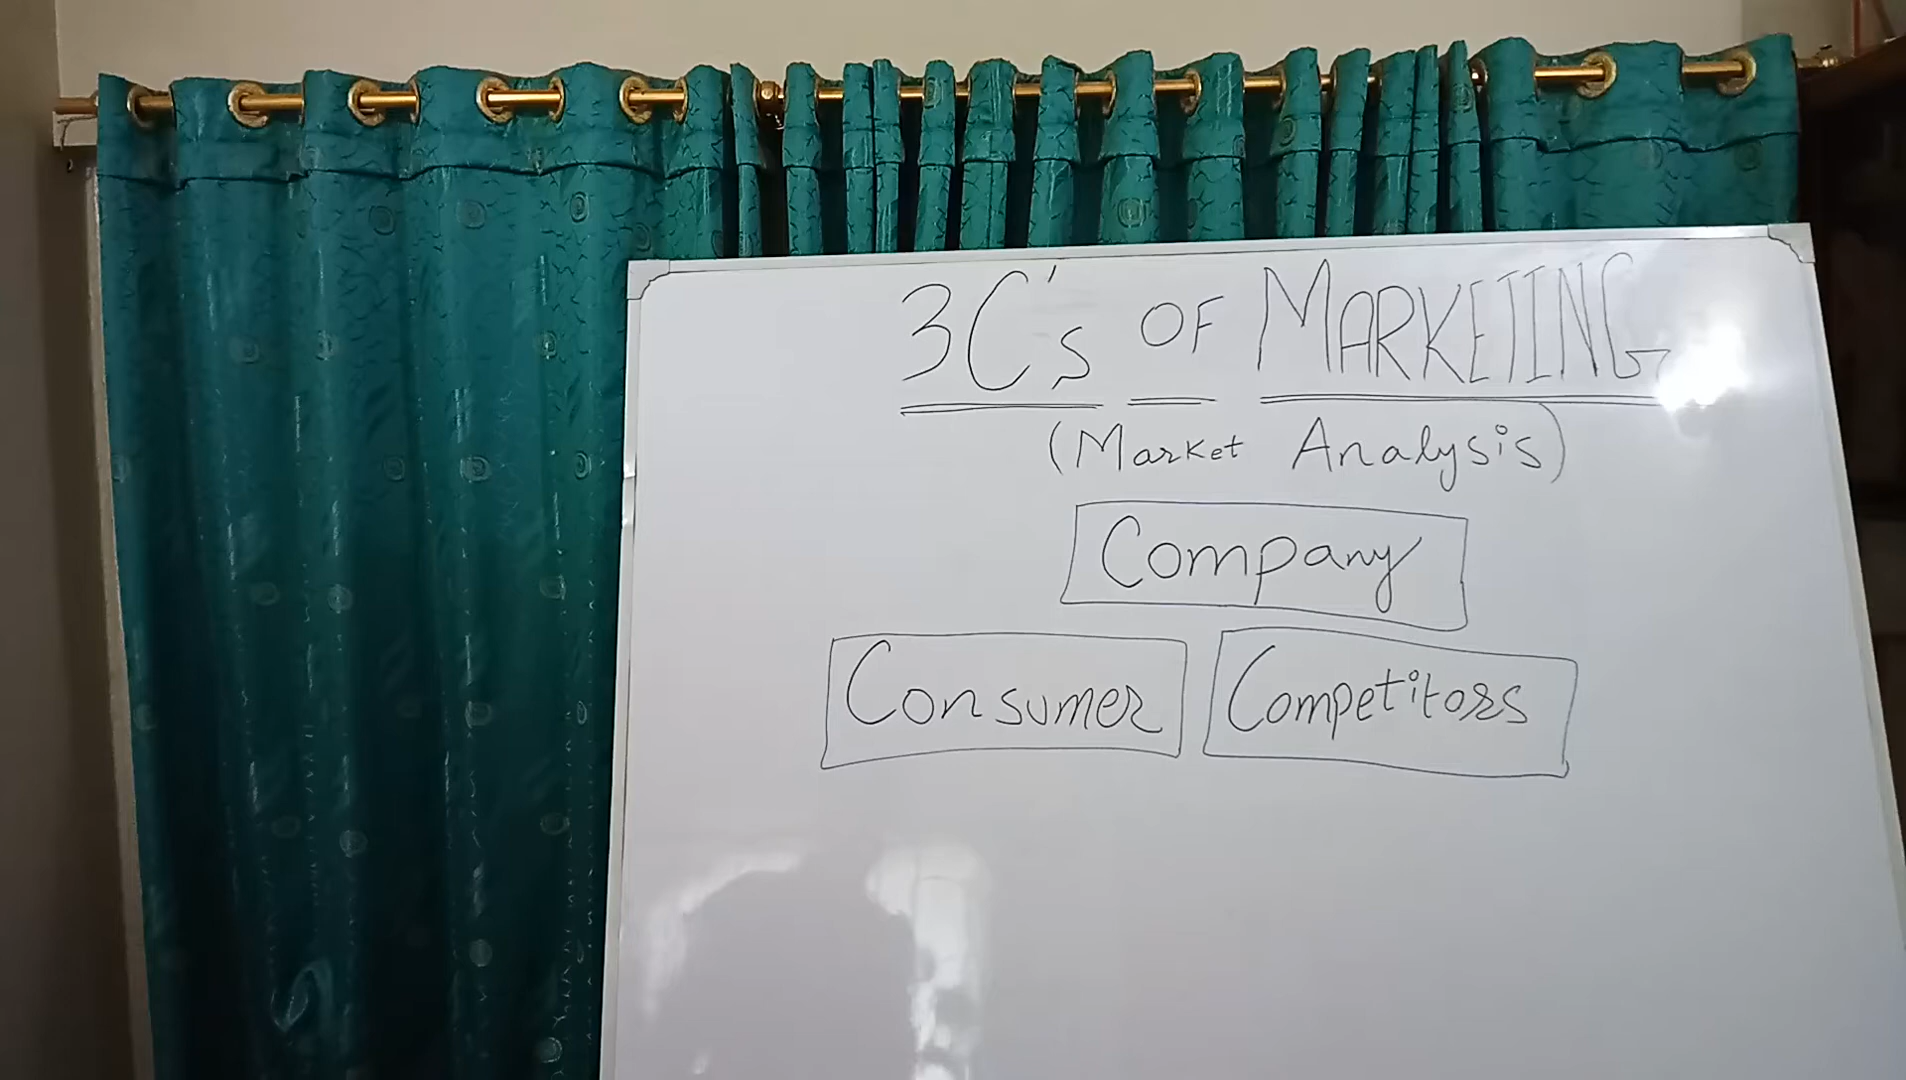 3C's OF MARKETING
(Market Analysis)
Company
Consumer Competitors